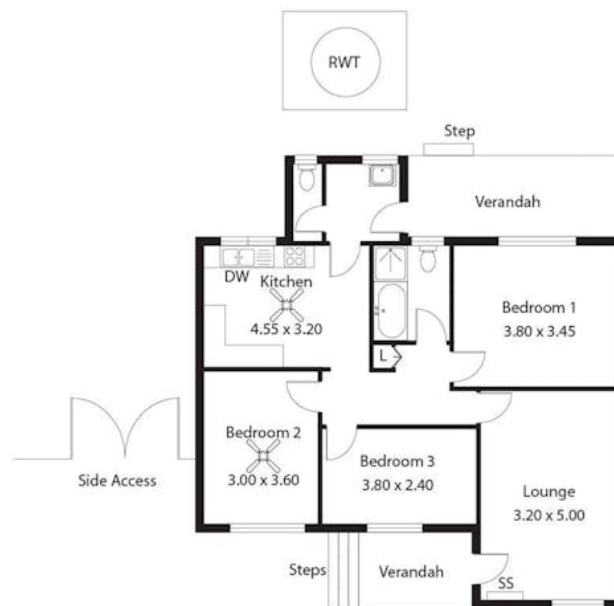 RWT
Step
Verandah
DW
Kitchen
4.55 x 3.20
Bedroom 1
3.80 x 3.45
L
Bedroom 2
3.00 x 3.60
Bedroom 3
3.80 x 2.40
Side Access
Lounge
3.20 x 5.00
Steps
Verandah
SS